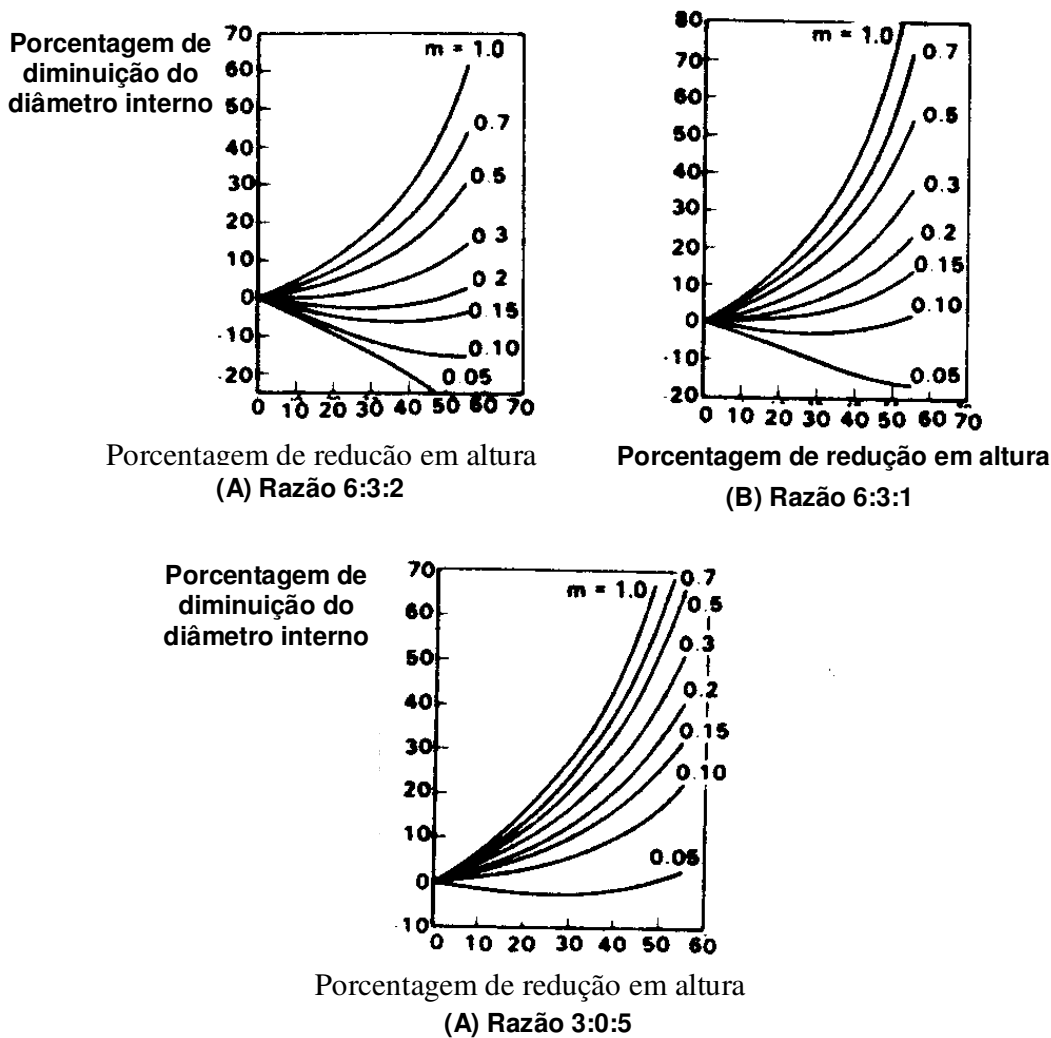 Porcentagem de
diminuição do
diâmetro interno
70
60
50
40
30
20
10
0
-10
-20
m = 1.0
0.7
0.5
0.3
0.2
0.15
0.10
0.05
0 10 20 30 40 50 60 70
Porcentagem de redução em altura
(A) Razão 6:3:2
80
70
60
50
40
30
20
10
0
-10
-20
m = 1.0
0.7
0.5
0.3
0.2
0.15
0.10
0.05
0 10 20 30 40 50 60 70
Porcentagem de redução em altura
(B) Razão 6:3:1
Porcentagem de
diminuição do
diâmetro interno
70
60
50
40
30
20
10
0
-10
m = 1.0
0.7
0.5
0.3
0.2
0.15
0.10
0.05
0 10 20 30 40 50 60
Porcentagem de redução em altura
(A) Razão 3:0:5